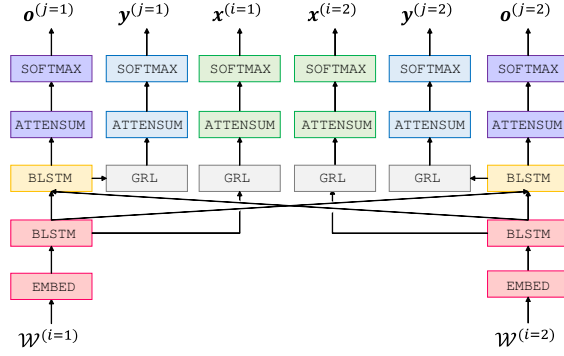 𝒐^(j=1) 𝒚^(j=1) 𝒙^(i=1) 𝒙^(i=2) 𝒚^(j=2) 𝒐^(j=2)
SOFTMAX SOFTMAX SOFTMAX SOFTMAX SOFTMAX SOFTMAX
ATTENSUM ATTENSUM ATTENSUM ATTENSUM ATTENSUM ATTENSUM
BLSTM GRL GRL GRL GRL BLSTM
BLSTM BLSTM
EMBED EMBED
𝒲^(i=1) 𝒲^(i=2)